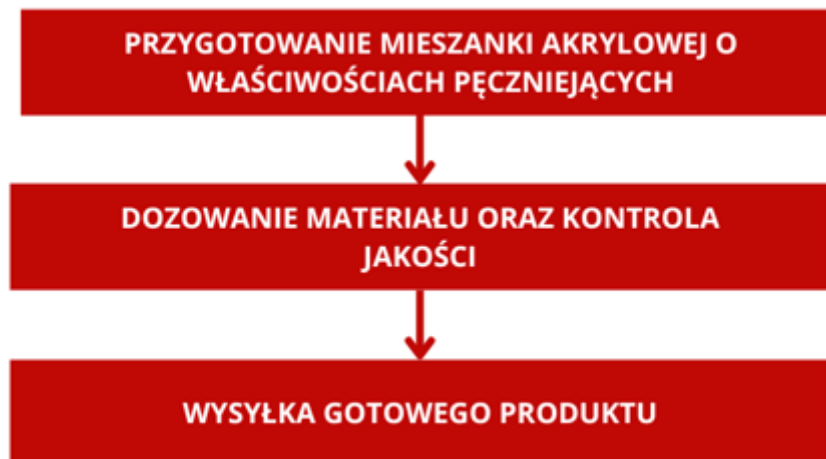 PRZYGOTOWANIE MIESZANKI AKRYLOWEJ O
WŁAŚCIWOŚCIACH PĘCZNIEJĄCYCH
DOZOWANIE MATERIAŁU ORAZ KONTROLA
JAKOŚCI
WYSYŁKA GOTOWEGO PRODUKTU